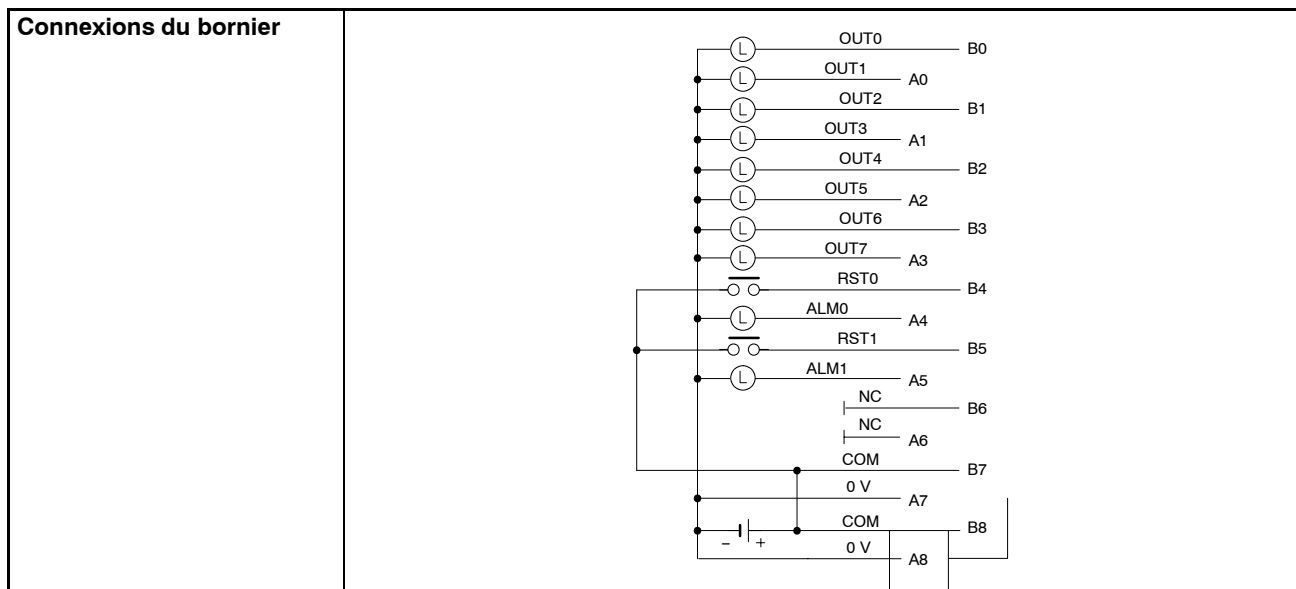 Connexions du bornier
L OUT0 B0
L OUT1 A0
L OUT2 B1
L OUT3 A1
L OUT4 B2
L OUT5 A2
L OUT6 B3
L OUT7 A3
RST0 B4
L ALM0 A4
RST1 B5
L ALM1 A5
NC B6
NC A6
COM B7
0 V A7
COM B8
− +
0 V A8